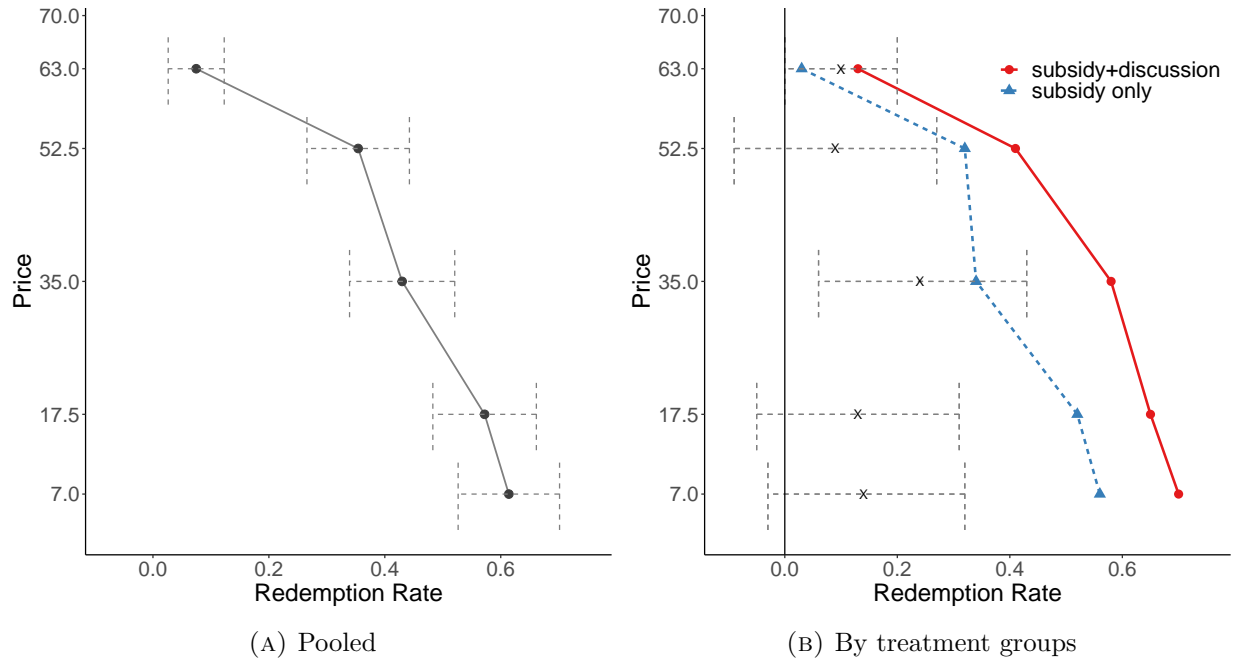 70.0
63.0
52.5
35.0
17.5
7.0
Price
0.0
0.2
0.4
0.6
Redemption Rate
(A) Pooled
70.0
63.0
52.5
35.0
17.5
7.0
Price
x
x
x
x
x
subsidy+discussion
subsidy only
0.0
0.2
0.4
0.6
Redemption Rate
(B) By treatment groups